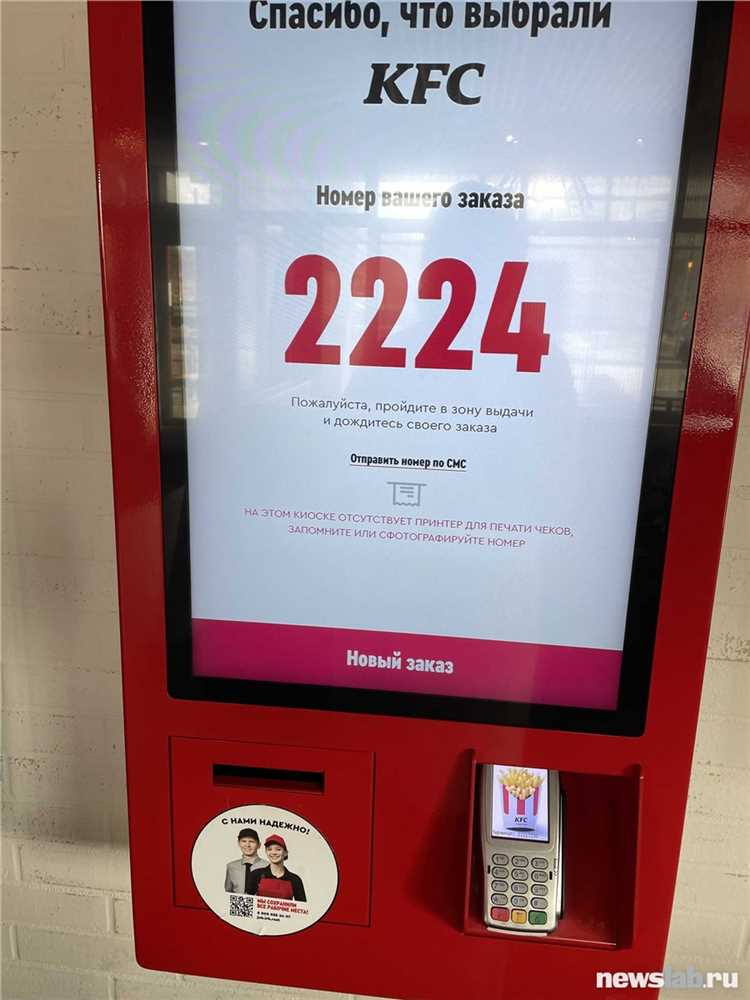 Спасибо, что выбрали
KFC
Номер вашего заказа
2224
Пожалуйста, пройдите в зону выдачи
и дождитесь своего заказа
Отправить номер по СМС
НА ЭТОМ КИОСКЕ ОТСУТСТВУЕТ ПРИНТЕР ДЛЯ ПЕЧАТИ ЧЕКОВ,
ЗАПОМНИТЕ ИЛИ СФОТОГРАФИРУЙТЕ НОМЕР
Новый заказ
С НАМИ НАДЕЖНО!
МЫ СОХРАНИЛИ
ВСЕ РАБОЧИЕ МЕСТА!
KFC
newslab.ru